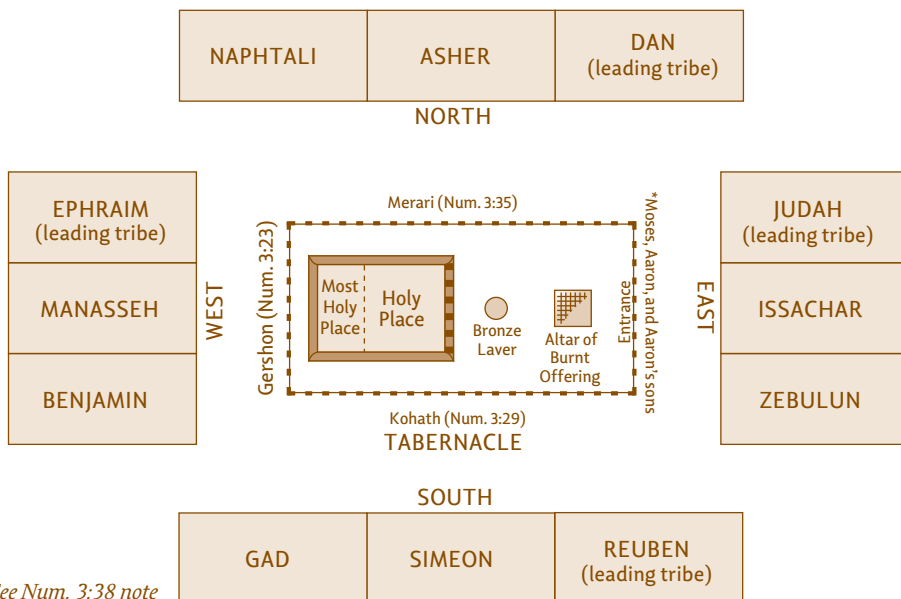 NAPHTALI
ASHER
DAN
(leading tribe)
NORTH
EPHRAIM
(leading tribe)
MANASSEH
BENJAMIN
WEST
Gershon (Num. 3:23)
Merari (Num. 3:35)
Most
Holy
Place
Holy
Place
Bronze
Laver
Altar of
Burnt
Offering
Entrance
*Moses, Aaron, and Aaron's sons
Kohath (Num. 3:29)
TABERNACLE
EAST
JUDAH
(leading tribe)
ISSACHAR
ZEBULUN
SOUTH
GAD
SIMEON
REUBEN
(leading tribe)
Num. 3:38 note